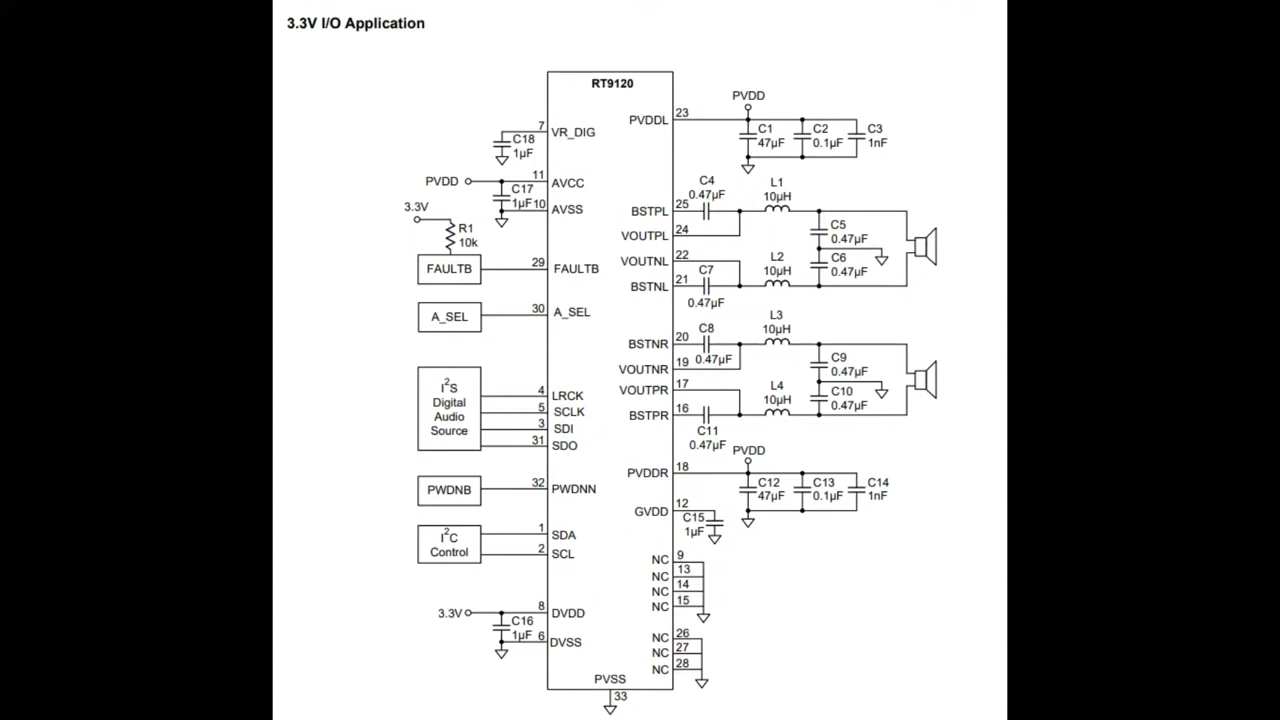 3.3V I/O Application
RT9120
PVDD
23
PVDDL
C1
47µF
C2
0.1µF
C3
1nF
7
VR_DIG
C18
1µF
PVDD
11
AVCC
C17
1µF
10
AVSS
3.3V
R1
10k
FAULTB
29
FAULTB
A_SEL
30
A_SEL
I2S
Digital
Audio
Source
4
LRCK
5
SCLK
3
SDI
31
SDO
PWDNB
32
PWDNN
I2C
Control
1
SDA
2
SCL
3.3V
8
DVDD
C16
1µF
6
DVSS
PVSS
33
C4
0.47µF
L1
10µH
BSTPL
25
VOUTPL
24
C5
0.47µF
VOUTNL
22
L2
10µH
C6
0.47µF
BSTNL
21
C7
0.47µF
L3
10µH
BSTNR
20
C8
0.47µF
VOUTNR
19
C9
0.47µF
VOUTPR
17
L4
10µH
C10
0.47µF
BSTPR
16
C11
0.47µF
PVDD
PVDDR
18
C12
47µF
C13
0.1µF
C14
1nF
GVDD
12
C15
1µF
NC
9
NC
13
NC
14
NC
15
NC
26
NC
27
NC
28